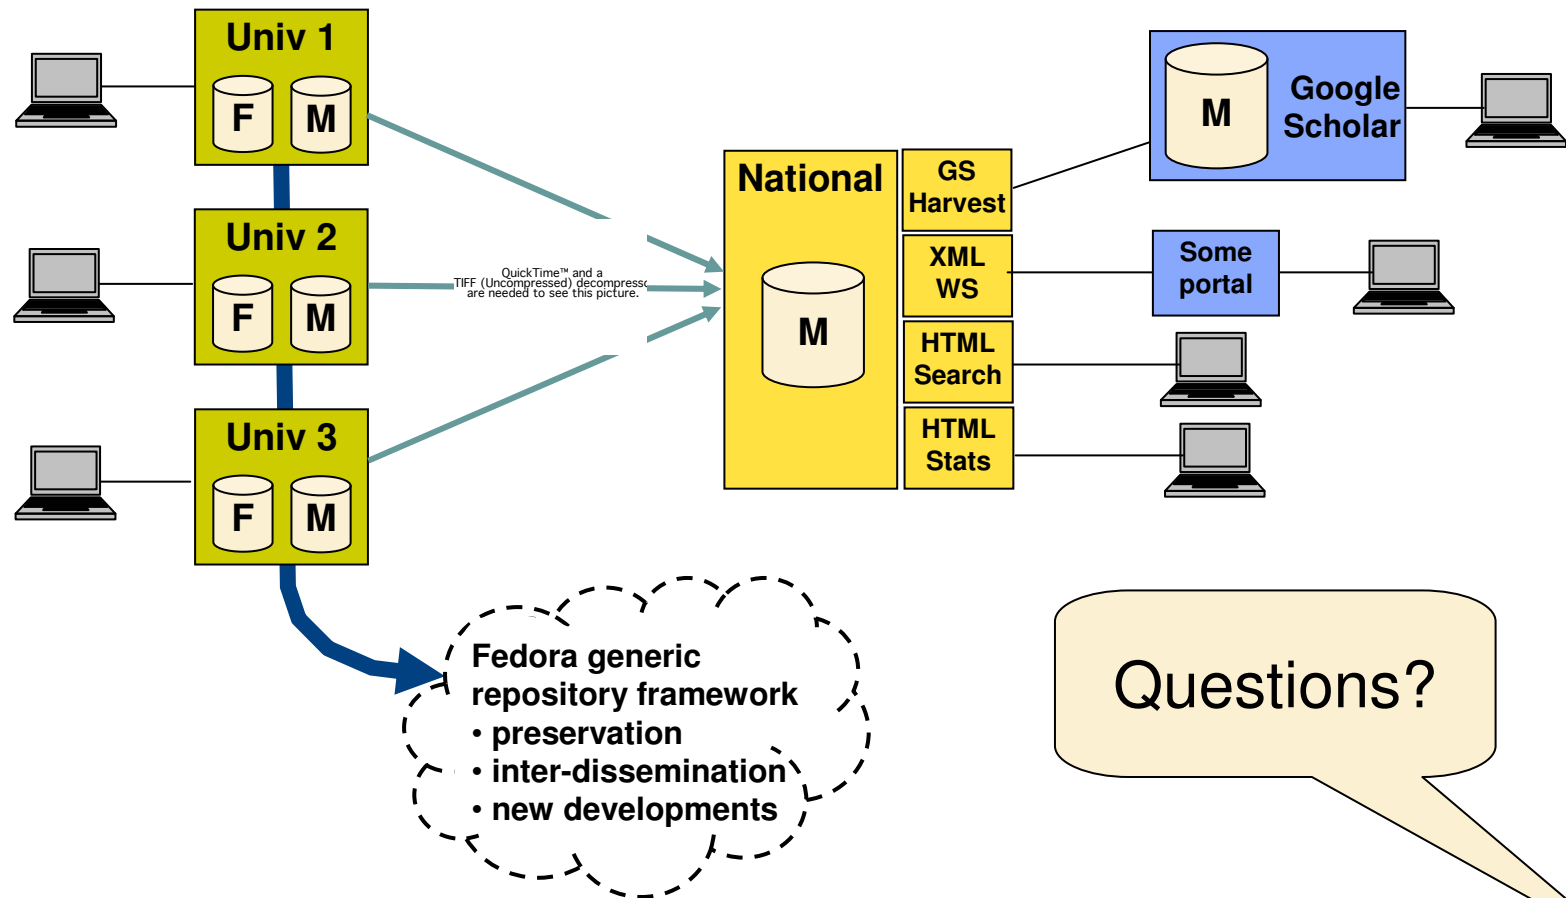 Univ 1
F M
Univ 2
F M
Univ 3
F M
QuickTime™ and a
TIFF (Uncompressed) decompresso
are needed to see this picture.
National
M
GS
Harvest
XML
WS
HTML
Search
HTML
Stats
M
Google
Scholar
Some
portal
Fedora generic
repository framework
• preservation
• inter-dissemination
• new developments
Questions?